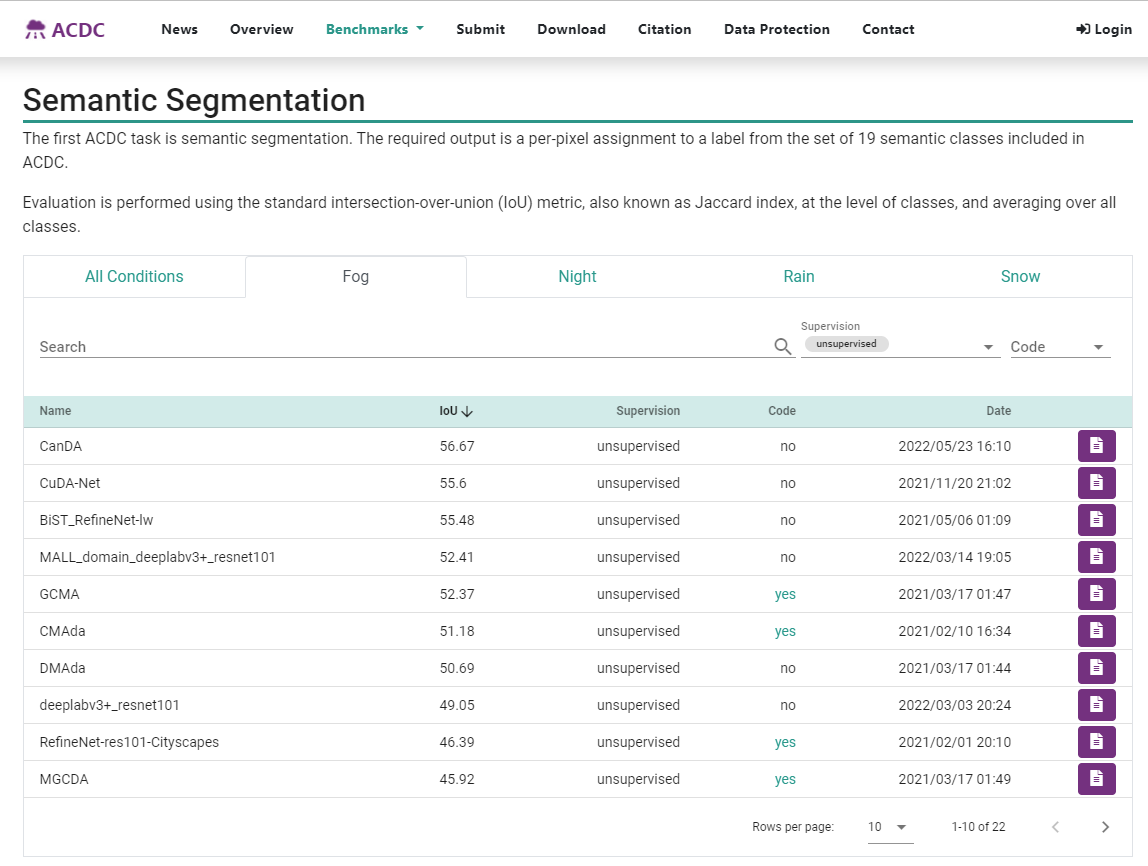 ACDC News Overview Benchmarks Submit Download Citation Data Protection Contact Login
Semantic Segmentation
The first ACDC task is semantic segmentation. The required output is a per-pixel assignment to a label from the set of 19 semantic classes included in
ACDC.
Evaluation is performed using the standard intersection-over-union (IoU) metric, also known as Jaccard index, at the level of classes, and averaging over all
classes.
All Conditions Fog Night Rain Snow
Supervision
Search unsupervised Code
Name IoU Supervision Code Date
CanDA 56.67 unsupervised no 2022/05/23 16:10
CuDA-Net 55.6 unsupervised no 2021/11/20 21:02
BiST_RefineNet-lw 55.48 unsupervised no 2021/05/06 01:09
MALL_domain_deeplabv3+_resnet101 52.41 unsupervised no 2022/03/14 19:05
GCMA 52.37 unsupervised yes 2021/03/17 01:47
CMAda 51.18 unsupervised yes 2021/02/10 16:34
DMAda 50.69 unsupervised no 2021/03/17 01:44
deeplabv3+_resnet101 49.05 unsupervised no 2022/03/03 20:24
RefineNet-res101-Cityscapes 46.39 unsupervised yes 2021/02/01 20:10
MGCDA 45.92 unsupervised yes 2021/03/17 01:49
Rows per page: 10 1-10 of 22